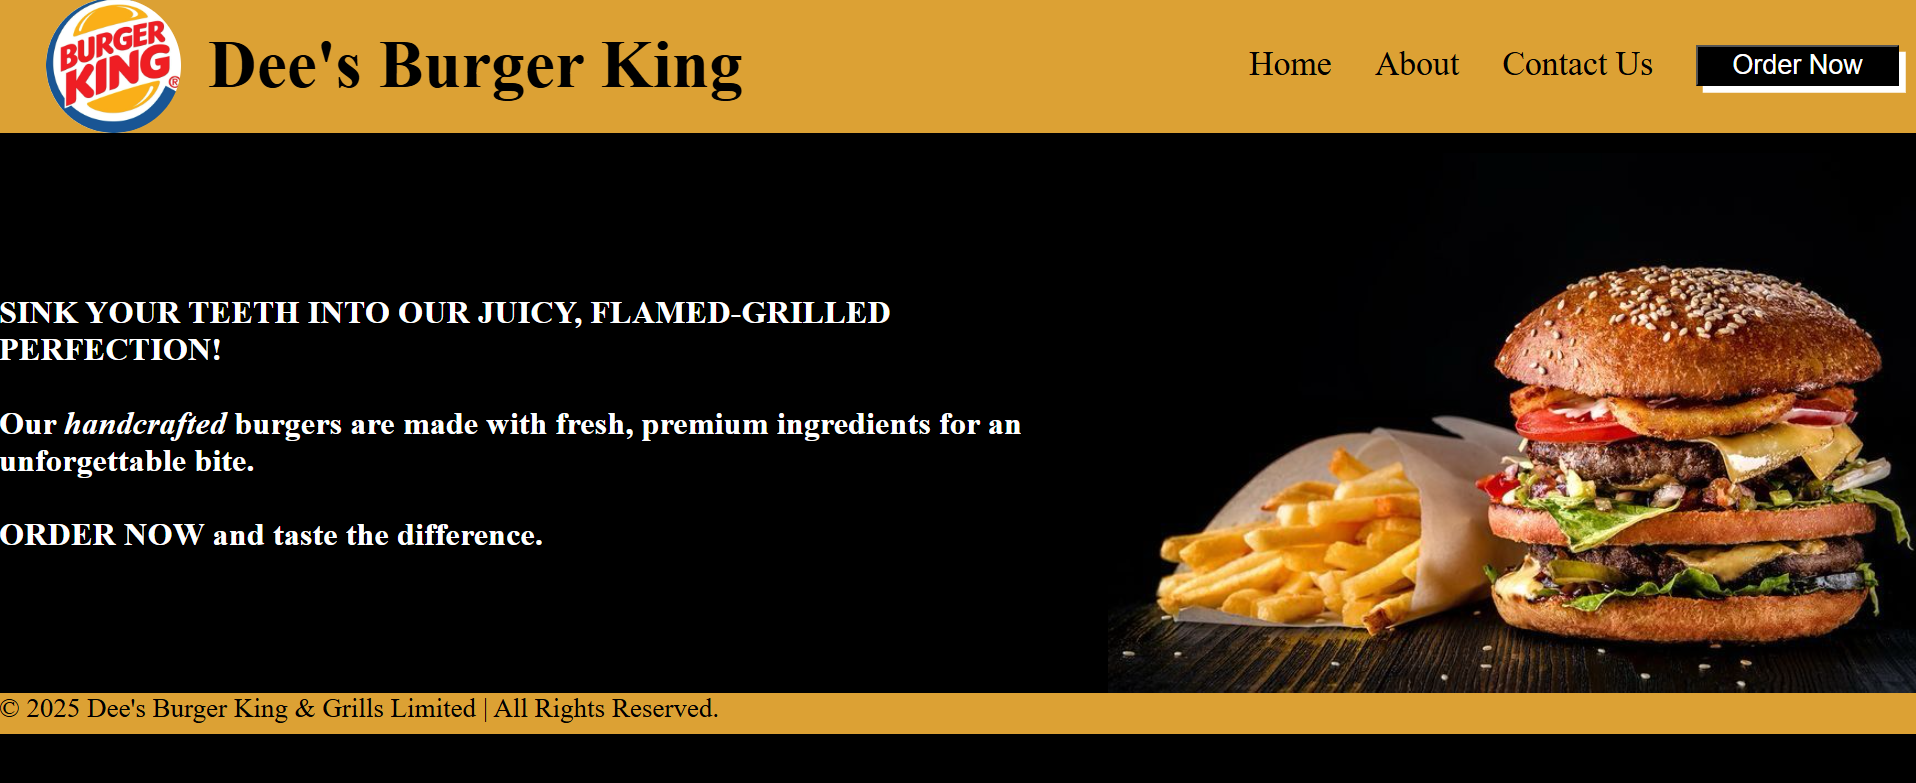 BURGER
KING®
Dee's Burger King
Home About Contact Us Order Now
SINK YOUR TEETH INTO OUR JUICY, FLAMED-GRILLED
PERFECTION!
Our handcrafted burgers are made with fresh, premium ingredients for an
unforgettable bite.
ORDER NOW and taste the difference.
© 2025 Dee's Burger King & Grills Limited | All Rights Reserved.